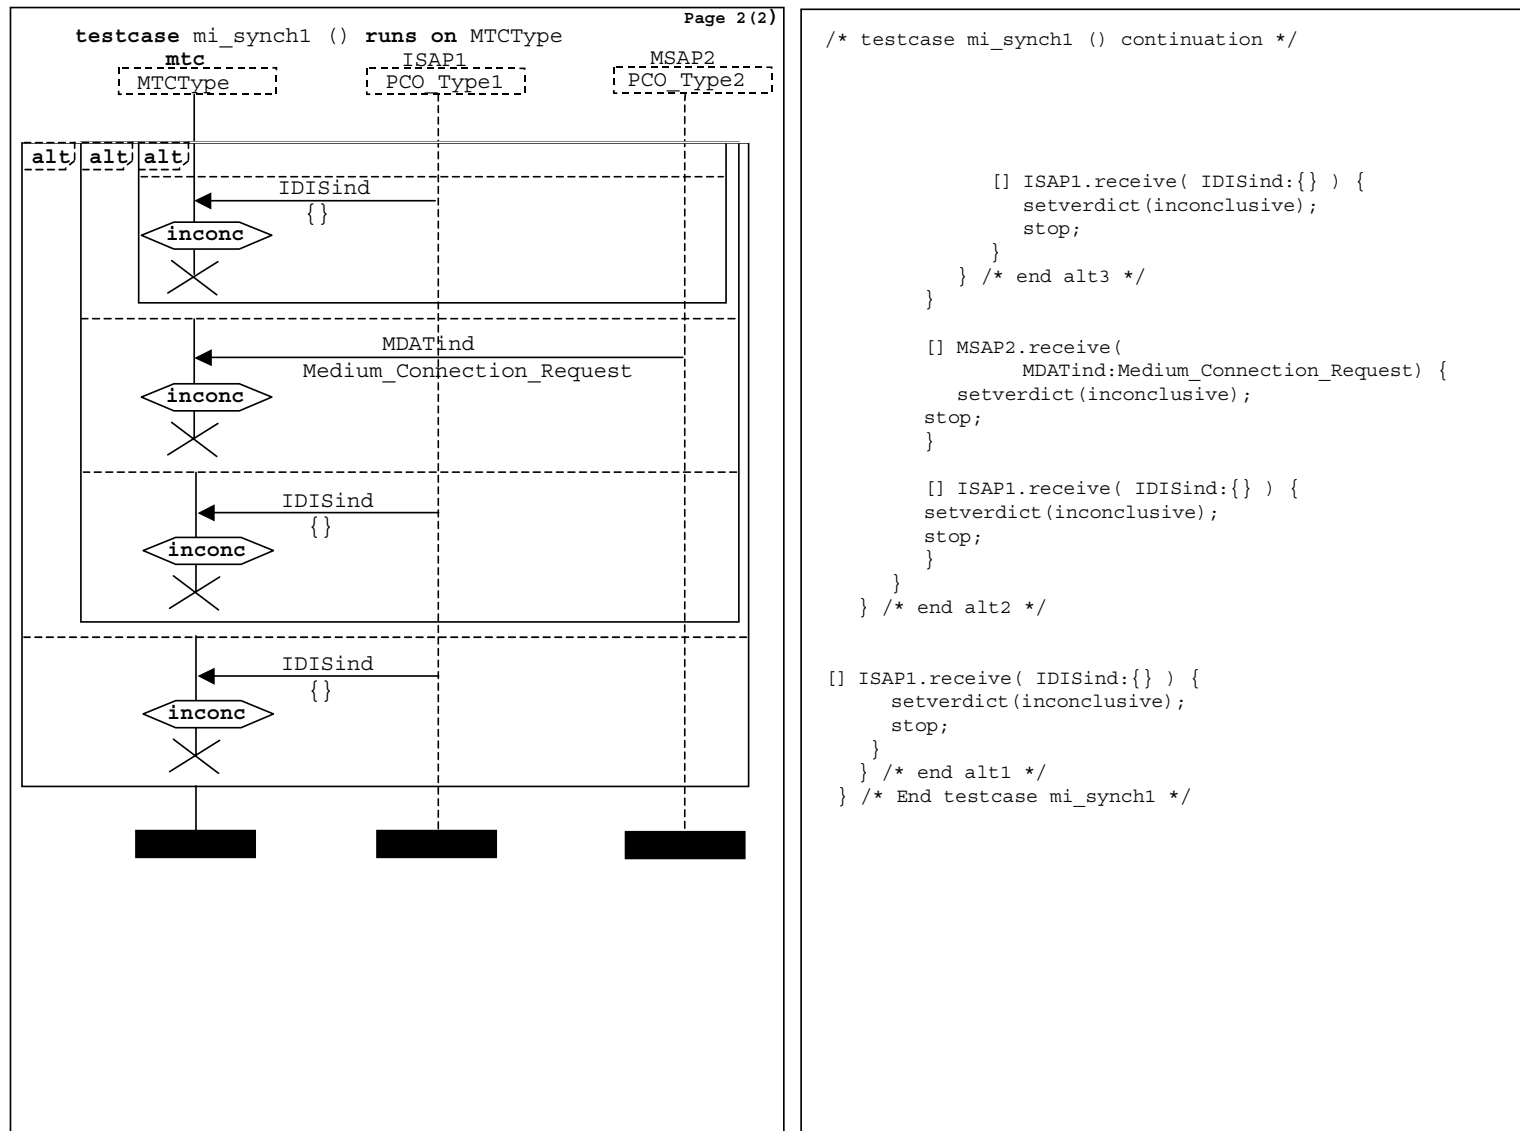 Page 2(2)
testcase mi_synch1 () runs on MTCType
mtc ISAP1 MSAP2
MTCType PCO_Type1 PCO_Type2
alt alt alt
IDISind
{}
inconc
MDATind
Medium_Connection_Request
inconc
IDISind
{}
inconc
IDISind
{}
inconc
/* testcase mi_synch1 () continuation */
[] ISAP1.receive( IDISind:{} ) {
setverdict(inconclusive);
stop;
}
} /* end alt3 */
}
[] MSAP2.receive(
MDATind:Medium_Connection_Request) {
setverdict(inconclusive);
stop;
}
[] ISAP1.receive( IDISind:{} ) {
setverdict(inconclusive);
stop;
}
}
} /* end alt2 */
[] ISAP1.receive( IDISind:{} ) {
setverdict(inconclusive);
stop;
}
} /* end alt1 */
} /* End testcase mi_synch1 */